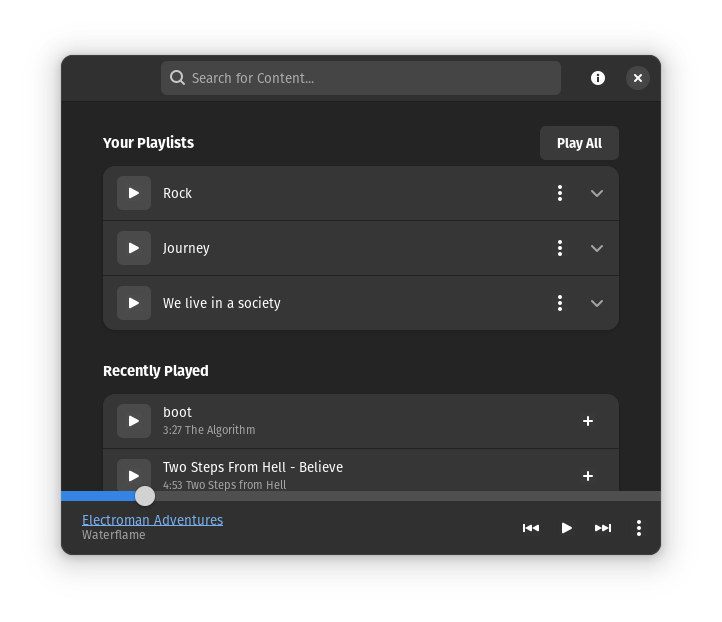 Search for Content...
Your Playlists
Play All
Rock
Journey
We live in a society
Recently Played
boot
3:27 The Algorithm
Two Steps From Hell - Believe
4:53 Two Steps from Hell
Electroman Adventures
Waterflame